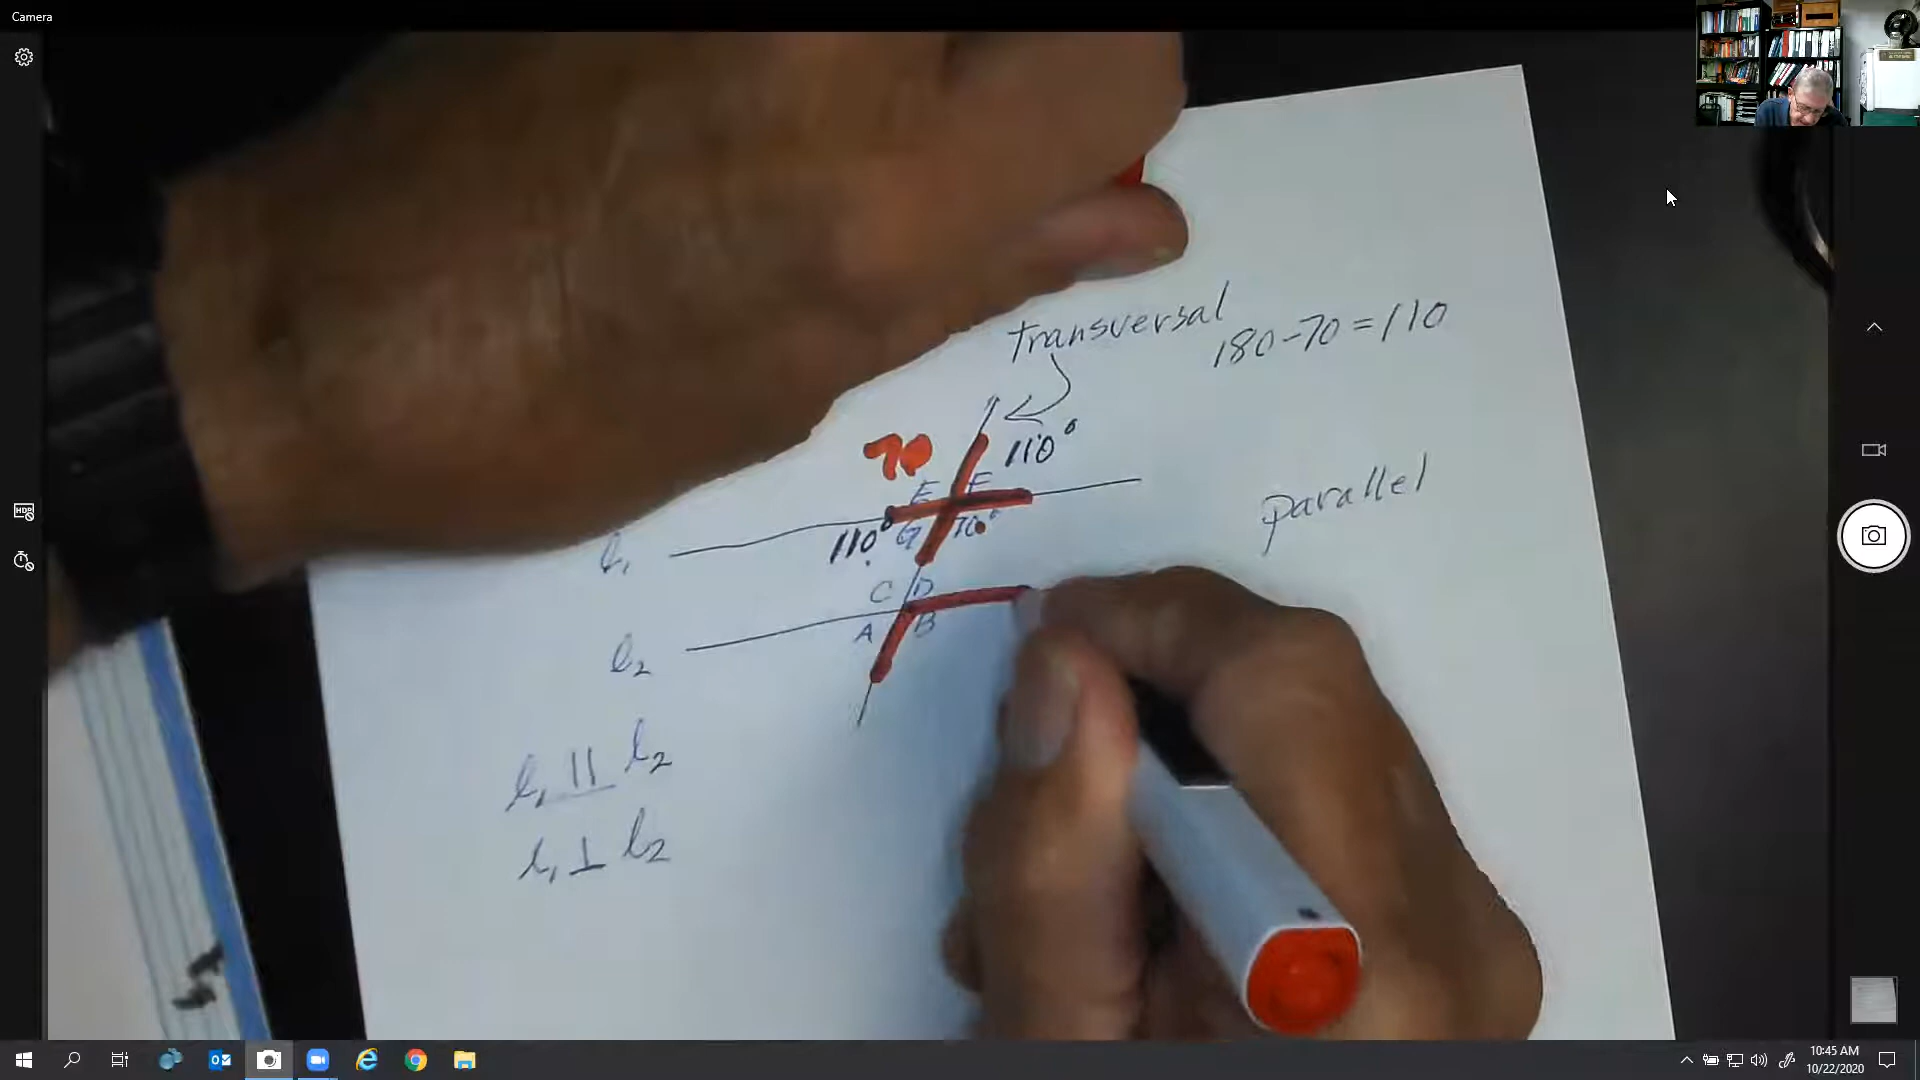 Camera
transversal
180-70=110
70
110°
E F
l₁
110° G 70°
parallel
C D
l₂
A B
l₁ || l₂
l₁ ⊥ l₂
10:45 AM
10/22/2020